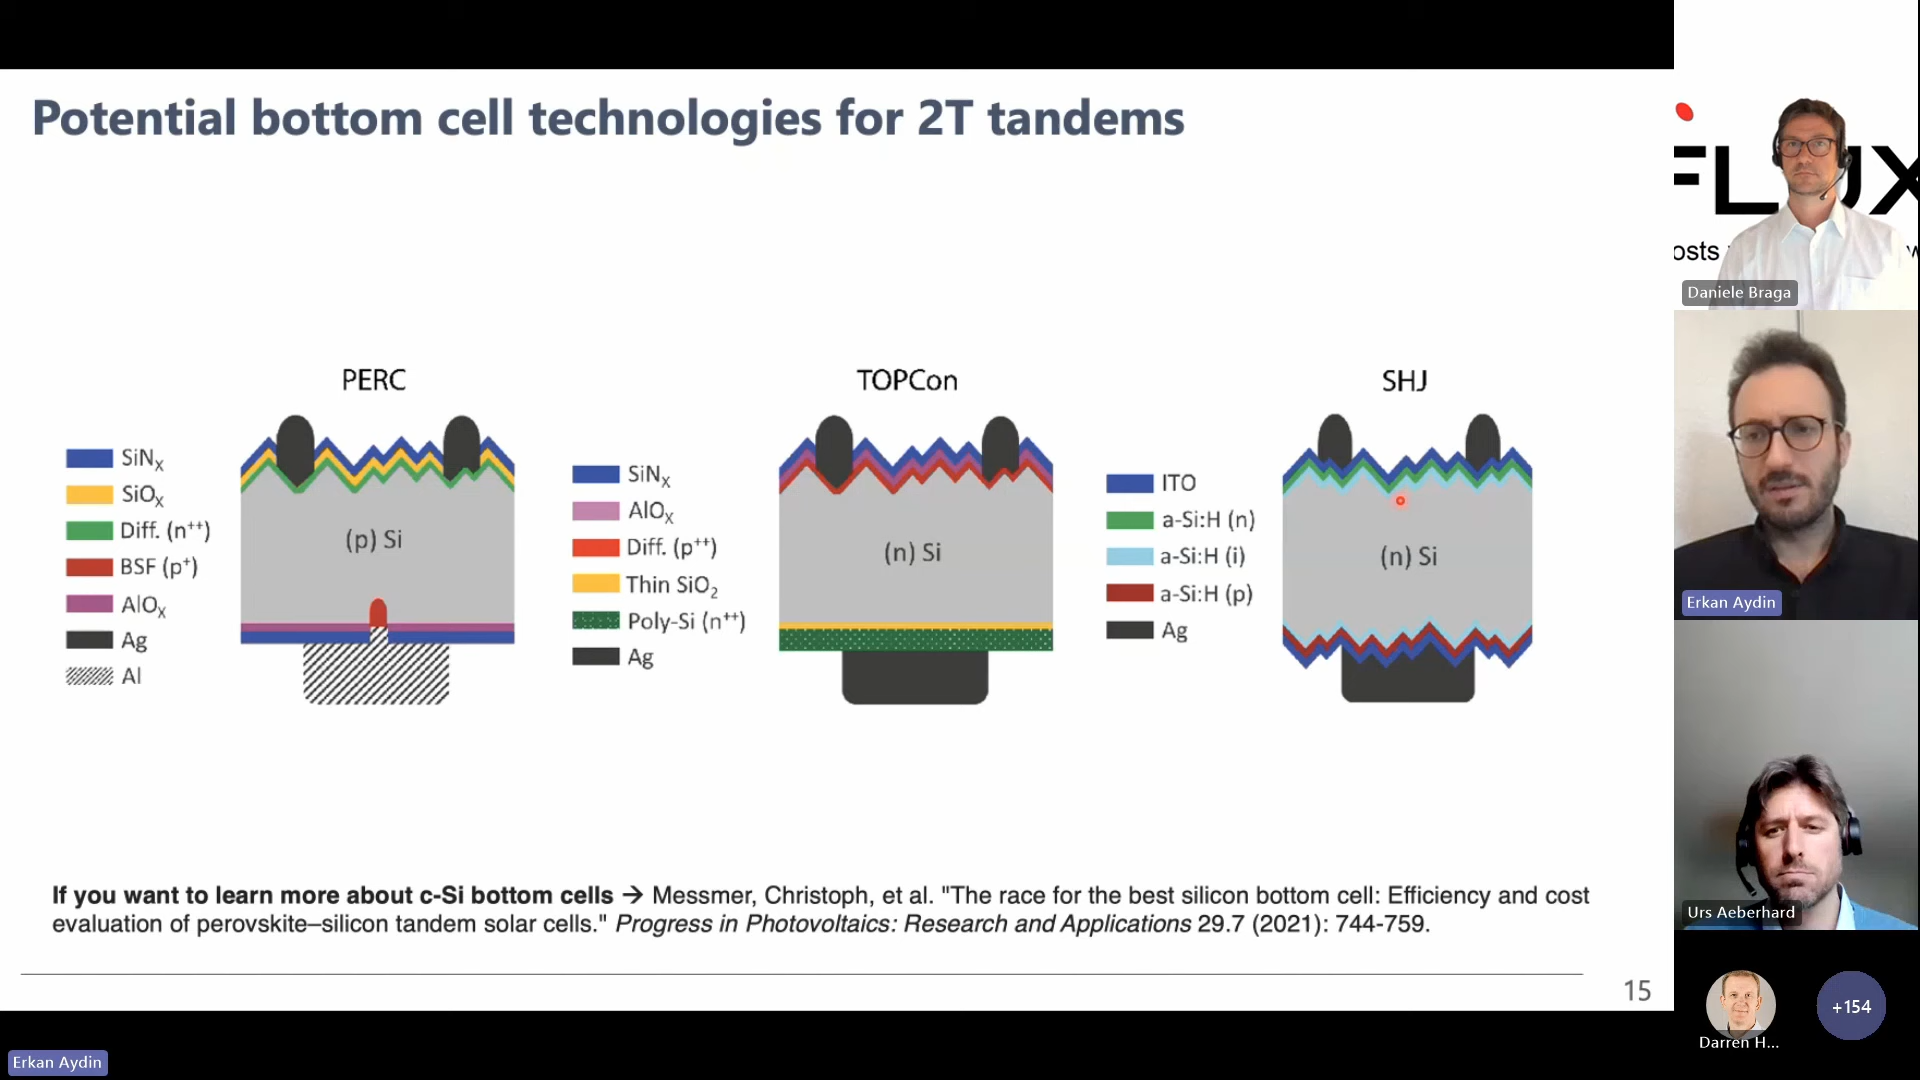 Potential bottom cell technologies for 2T tandems
PERC
SiNX
SiOX
Diff. (n++)
BSF (p+)
AlOX
Ag
Al
(p) Si
TOPCon
SiNX
AlOX
Diff. (p++)
Thin SiO2
Poly-Si (n++)
Ag
(n) Si
SHJ
ITO
a-Si:H (n)
a-Si:H (i)
a-Si:H (p)
Ag
(n) Si
If you want to learn more about c-Si bottom cells → Messmer, Christoph, et al. "The race for the best silicon bottom cell: Efficiency and cost
evaluation of perovskite–silicon tandem solar cells." Progress in Photovoltaics: Research and Applications 29.7 (2021): 744-759.
15
Erkan Aydin
FLUX
osts
Daniele Braga
Erkan Aydin
Urs Aeberhard
Darren H...
+154